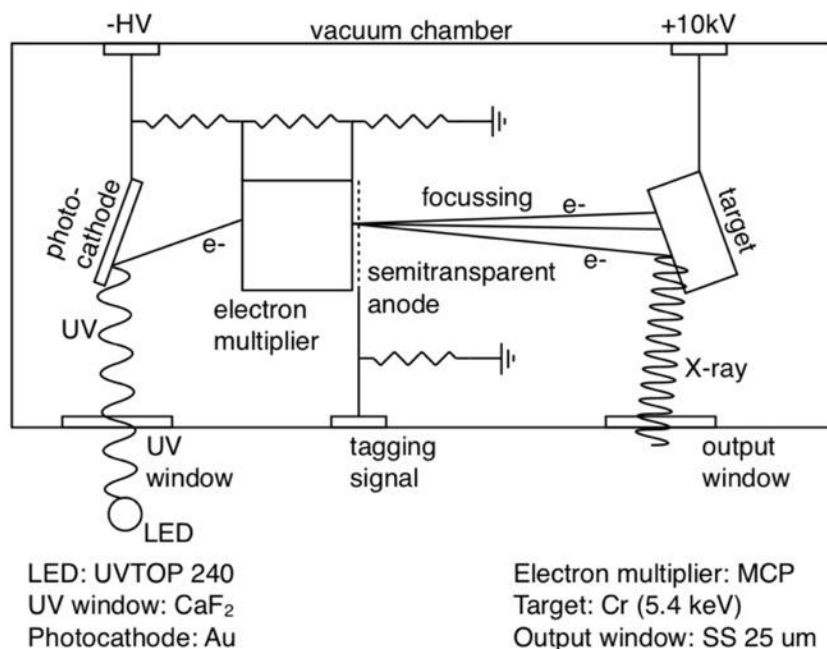 -HV
vacuum chamber
+10kV
photo-
cathode
e-
focussing
e-
e-
target
semitransparent
anode
electron
multiplier
UV
X-ray
UV
window
tagging
signal
output
window
LED
LED: UVTOP 240
UV window: CaF₂
Photocathode: Au
Electron multiplier: MCP
Target: Cr (5.4 keV)
Output window: SS 25 um